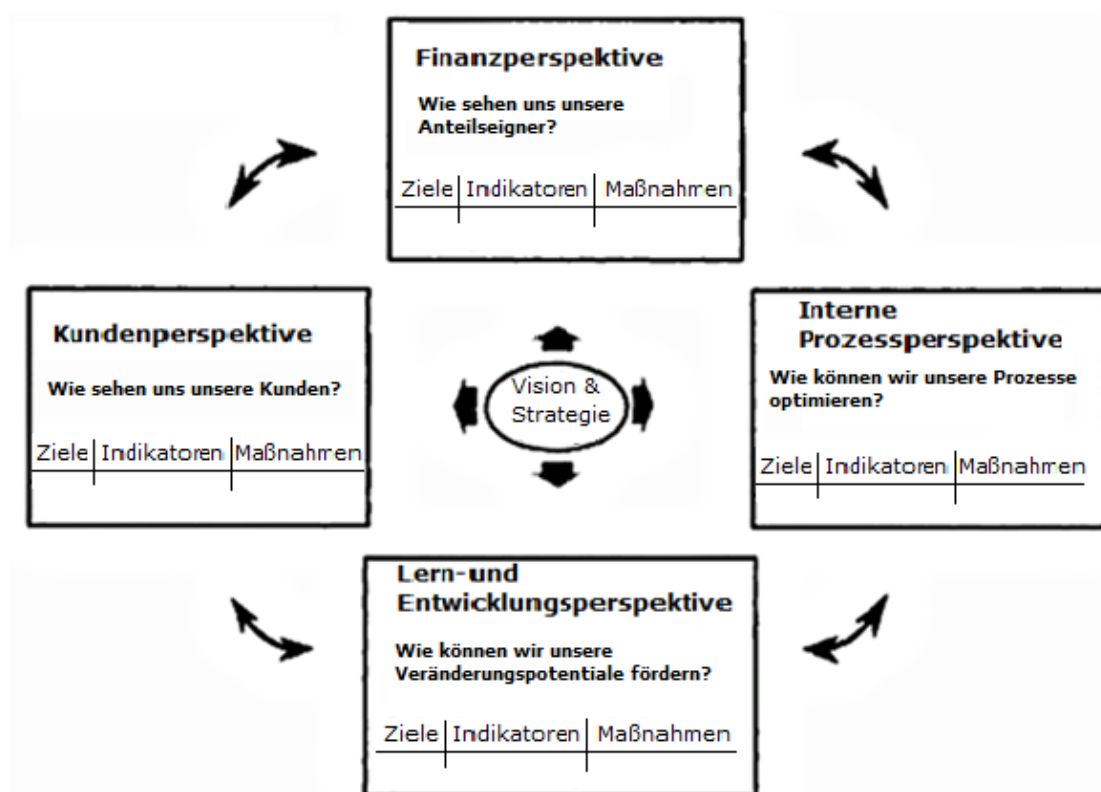 Finanzperspektive
Wie sehen uns unsere
Anteilseigner?
Ziele Indikatoren Maßnahmen
Kundenperspektive
Wie sehen uns unsere Kunden?
Ziele Indikatoren Maßnahmen
Vision &
Strategie
Interne
Prozessperspektive
Wie können wir unsere Prozesse
optimieren?
Ziele Indikatoren Maßnahmen
Lern-und
Entwicklungsperspektive
Wie können wir unsere
Veränderungspotentiale fördern?
Ziele Indikatoren Maßnahmen